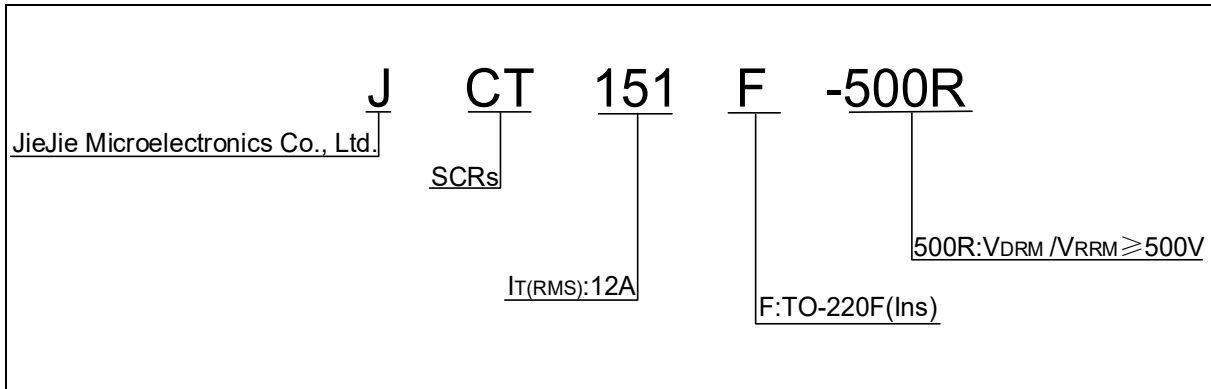 J CT 151 F -500R
JieJie Microelectronics Co., Ltd.
SCRs
500R:VDRM /VRRM≥500V
IT(RMS):12A
F:TO-220F(Ins)